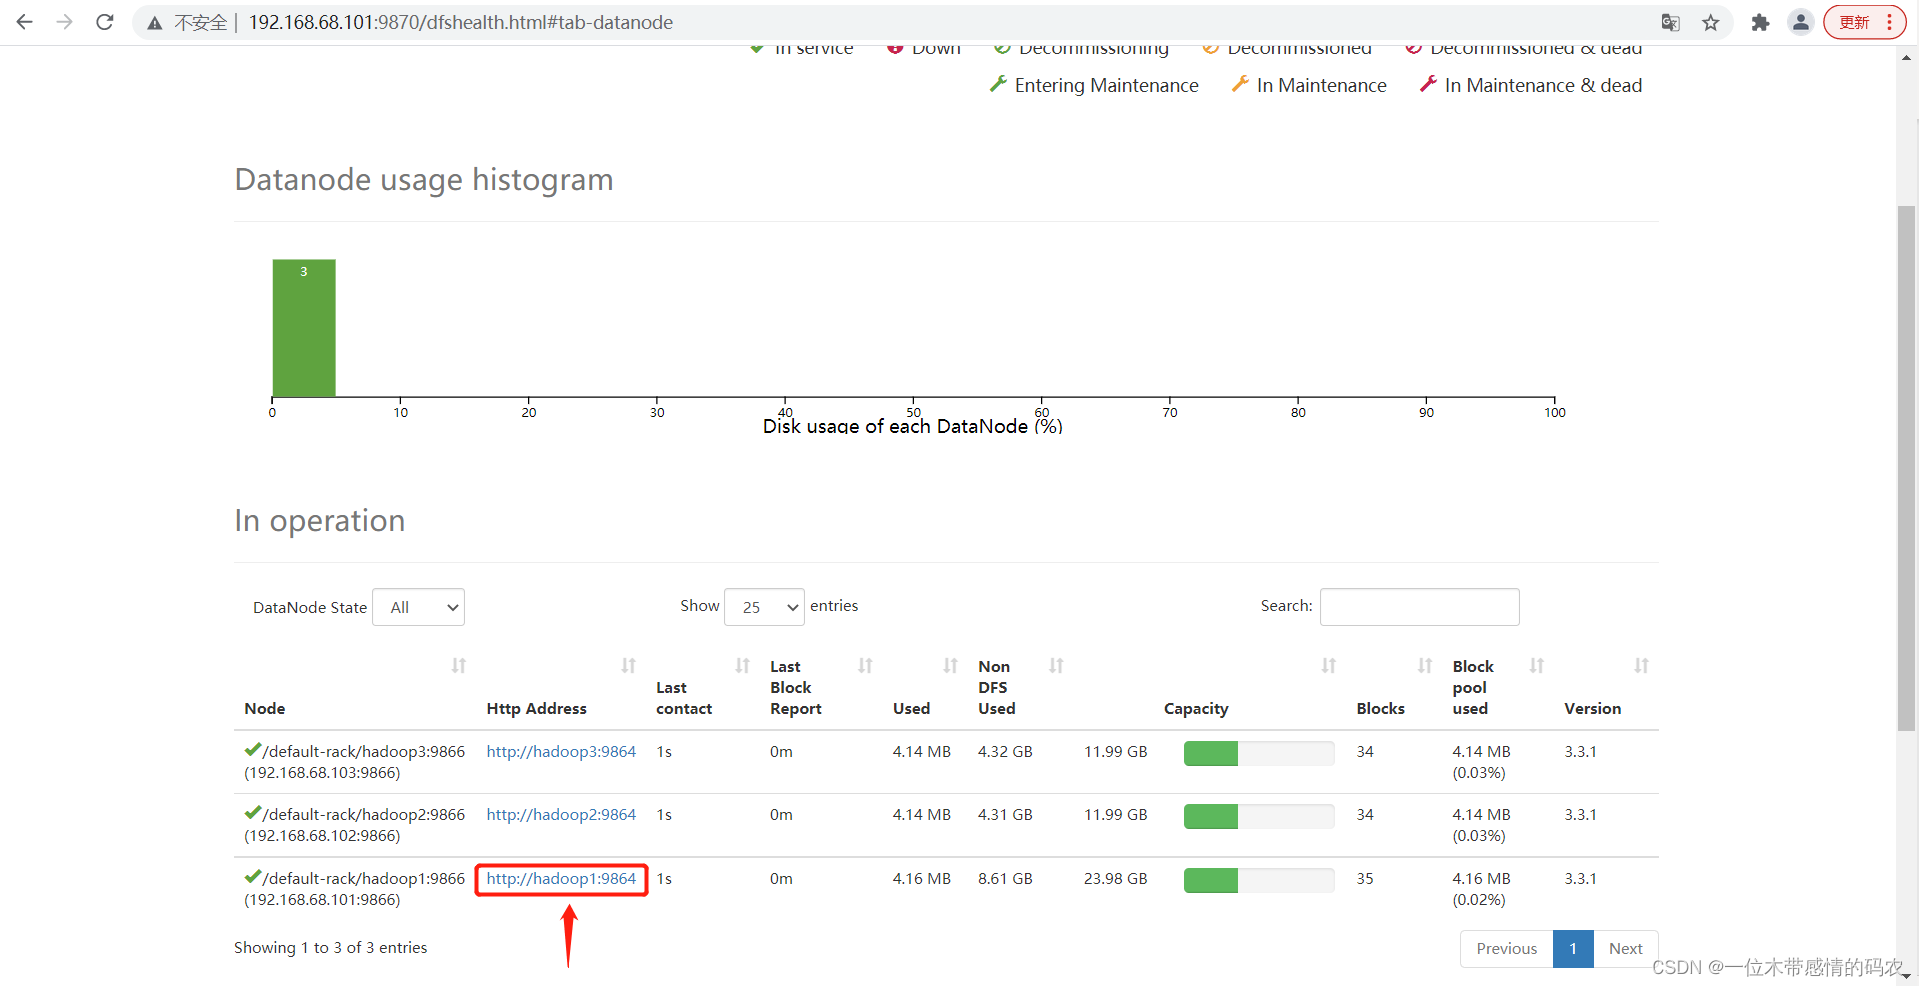 不安全 | 192.168.68.101:9870/dfshealth.html#tab-datanode 更新
In service Down Decommissioning Decommissioned Decommissioned & dead
Entering Maintenance In Maintenance In Maintenance & dead
Datanode usage histogram
3
0 10 20 30 40 50 60 70 80 90 100
Disk usage of each DataNode (%)
In operation
DataNode State All Show 25 entries Search:
Node Http Address Last contact Last Block Report Used Non DFS Used Capacity Blocks Block pool used Version
/default-rack/hadoop3:9866 http://hadoop3:9864 1s 0m 4.14 MB 4.32 GB 11.99 GB 34 4.14 MB 3.3.1
(192.168.68.103:9866) (0.03%)
/default-rack/hadoop2:9866 http://hadoop2:9864 1s 0m 4.14 MB 4.31 GB 11.99 GB 34 4.14 MB 3.3.1
(192.168.68.102:9866) (0.03%)
/default-rack/hadoop1:9866 http://hadoop1:9864 1s 0m 4.16 MB 8.61 GB 23.98 GB 35 4.16 MB 3.3.1
(192.168.68.101:9866) (0.02%)
Showing 1 to 3 of 3 entries Previous 1 Next
CSDN @一位木带感情的码农